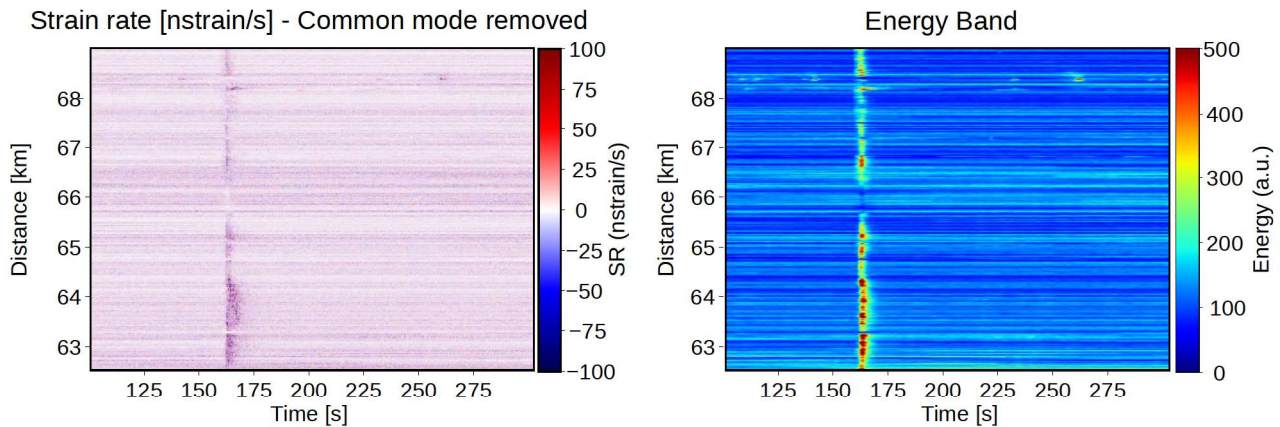 Strain rate [nstrain/s] - Common mode removed
Energy Band
100
75
50
25
0
−25
−50
−75
−100
SR (nstrain/s)
68
67
66
65
64
63
Distance [km]
125 150 175 200 225 250 275
Time [s]
500
400
300
200
100
0
Energy (a.u.)
68
67
66
65
64
63
Distance [km]
125 150 175 200 225 250 275
Time [s]